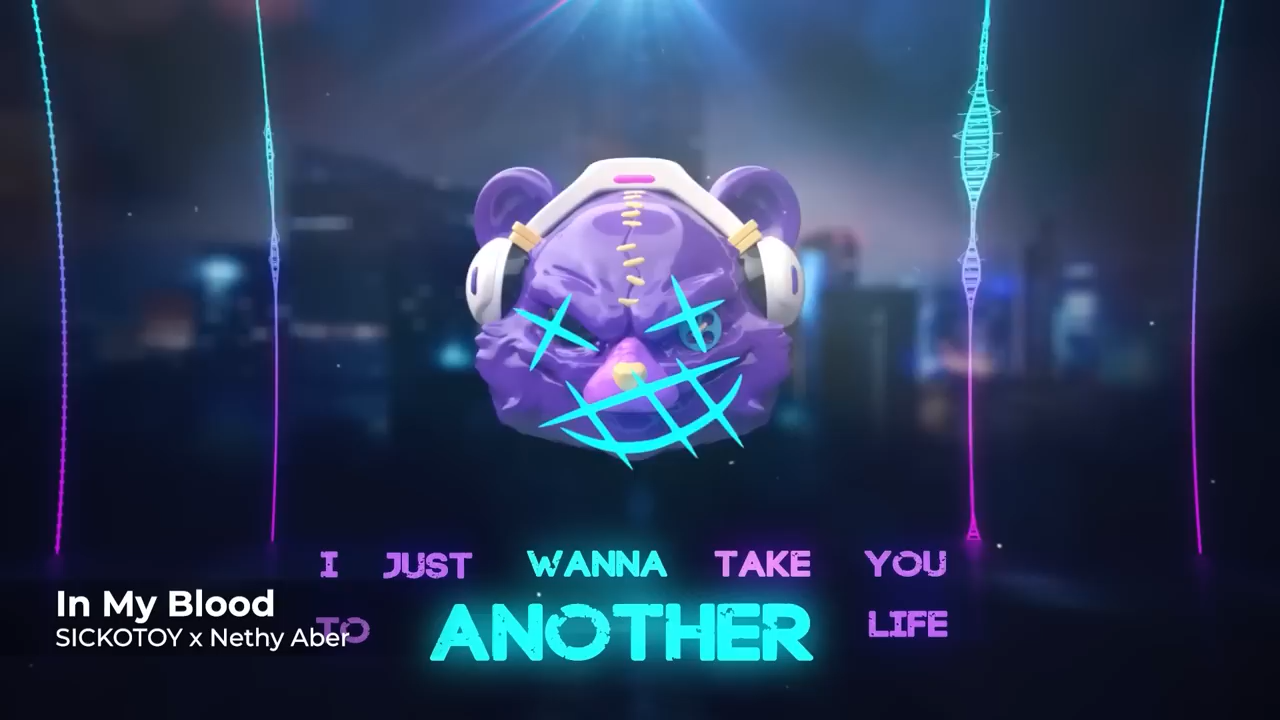 I JUST WANNA TAKE YOU
TO ANOTHER LIFE
In My Blood
SICKOTOY x Nethy Aber